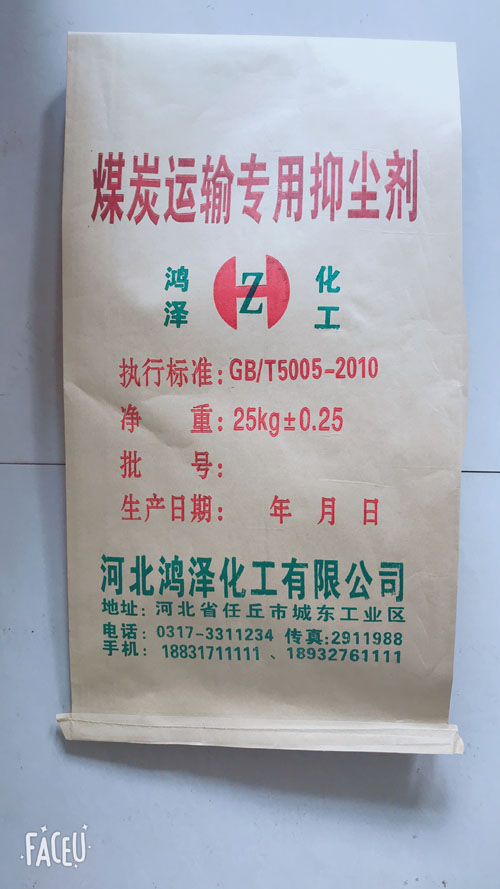 煤炭运输专用抑尘剂
鸿泽 HZ 化工
执行标准: GB/T5005-2010
净 重: 25kg±0.25
批 号:
生产日期: 年 月 日
河北鸿泽化工有限公司
地址: 河北省任丘市城东工业区
电话: 0317-3311234 传真:2911988
手机: 18831711111 、18932761111
FACEU